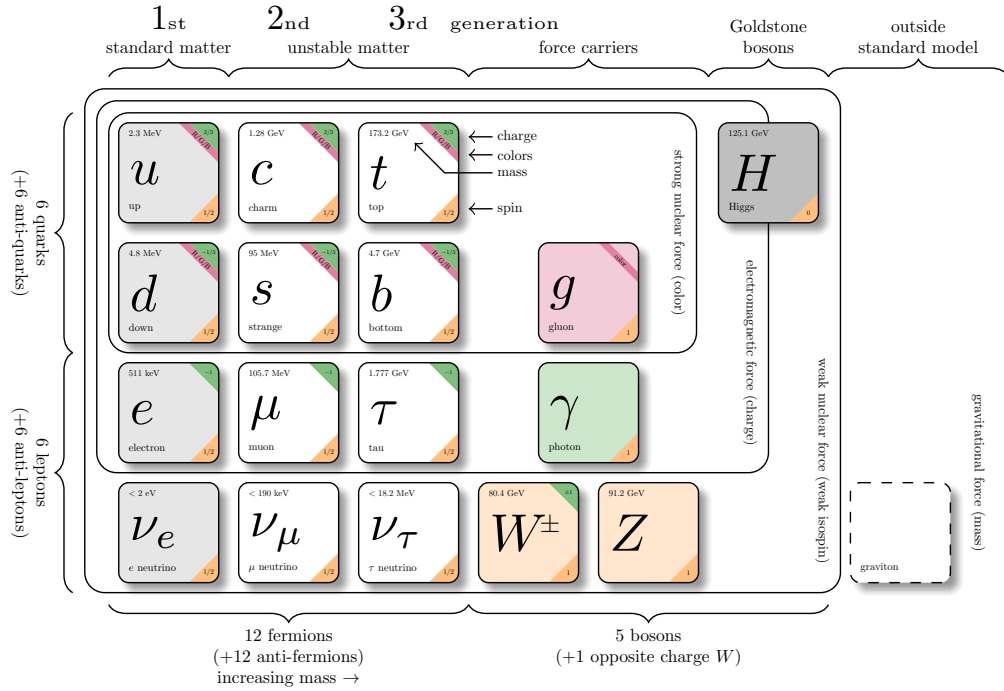 1st 2nd 3rd generation
standard matter unstable matter force carriers Goldstone bosons outside standard model
6 quarks
(+6 anti-quarks)
6 leptons
(+6 anti-leptons)
2.3 MeV 2/3 R/G/B
u
up 1/2
1.28 GeV 2/3 R/G/B
c
charm 1/2
173.2 GeV 2/3 R/G/B
t
top 1/2
charge
colors
mass
spin
125.1 GeV
H
Higgs 0
4.8 MeV −1/3 R/G/B
d
down 1/2
95 MeV −1/3 R/G/B
s
strange 1/2
4.7 GeV −1/3 R/G/B
b
bottom 1/2
color
g
gluon 1
strong nuclear force (color)
511 keV −1
e
electron 1/2
105.7 MeV −1
μ
muon 1/2
1.777 GeV −1
τ
tau 1/2
γ
photon 1
electromagnetic force (charge)
< 2 eV
νe
e neutrino 1/2
< 190 keV
νμ
μ neutrino 1/2
< 18.2 MeV
ντ
τ neutrino 1/2
80.4 GeV ±1
W±
1
91.2 GeV
Z
1
weak nuclear force (weak isospin)
graviton
gravitational force (mass)
12 fermions
(+12 anti-fermions)
increasing mass →
5 bosons
(+1 opposite charge W)